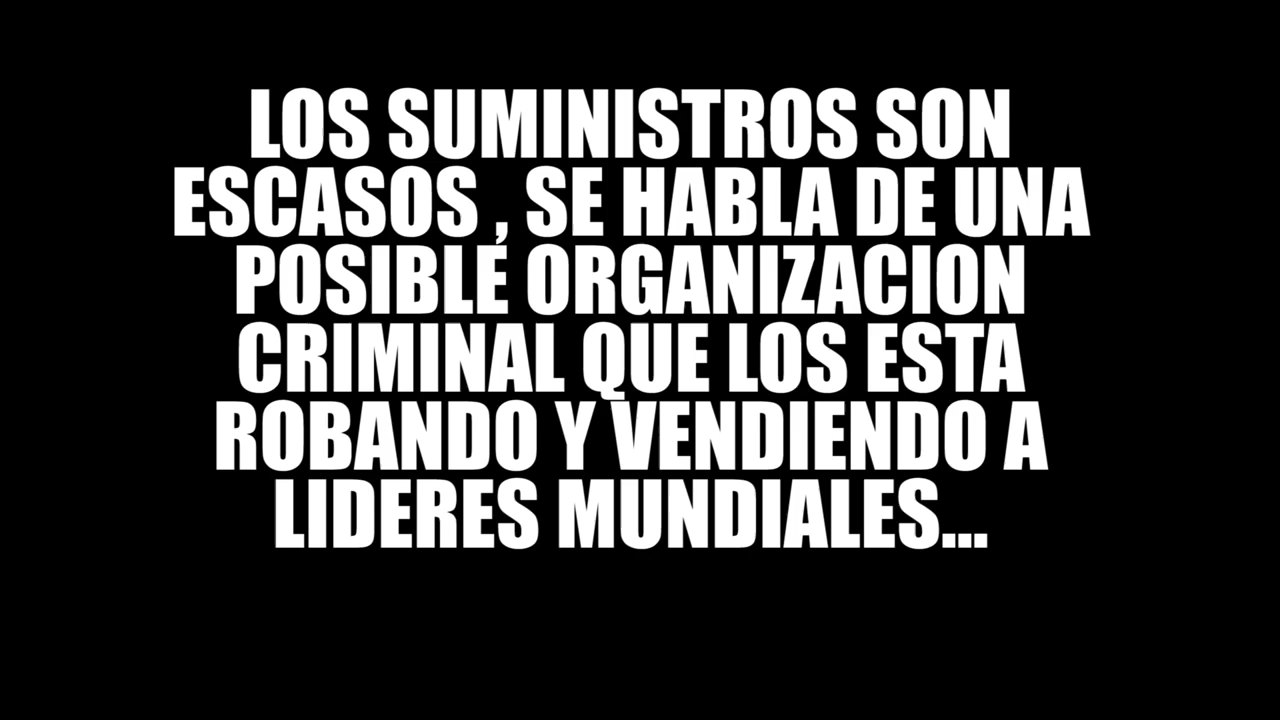 LOS SUMINISTROS SON
ESCASOS , SE HABLA DE UNA
POSIBLE ORGANIZACION
CRIMINAL QUE LOS ESTA
ROBANDO Y VENDIENDO A
LIDERES MUNDIALES...